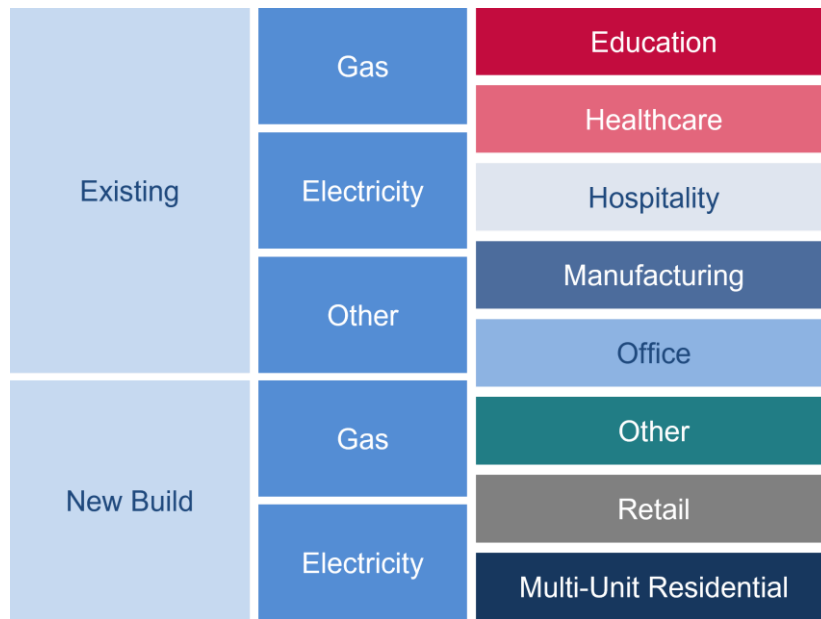 Existing
Gas
Electricity
Other
New Build
Gas
Electricity
Education
Healthcare
Hospitality
Manufacturing
Office
Other
Retail
Multi-Unit Residential